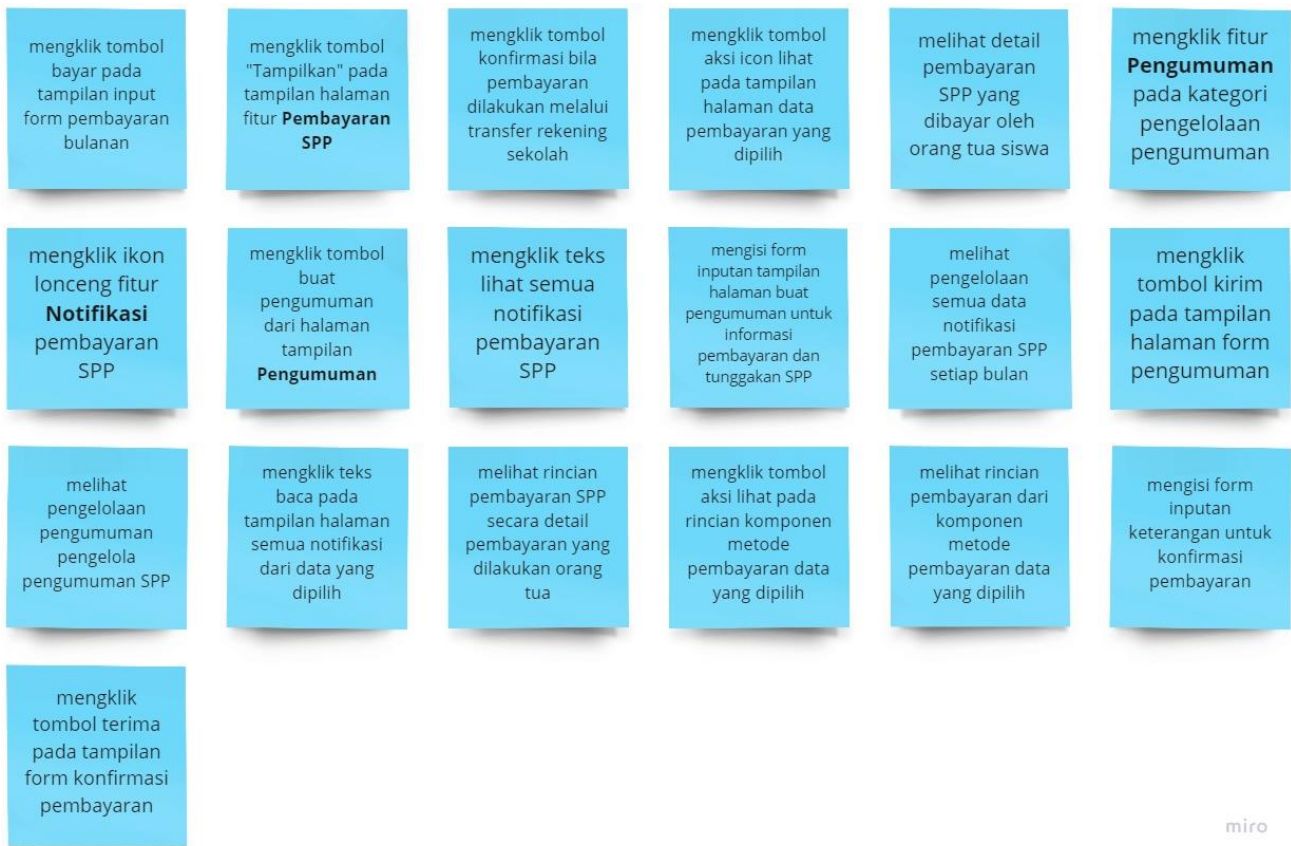 mengklik tombol
bayar pada
tampilan input
form pembayaran
bulanan
mengklik tombol
"Tampilkan" pada
tampilan halaman
fitur Pembayaran
SPP
mengklik tombol
konfirmasi bila
pembayaran
dilakukan melalui
transfer rekening
sekolah
mengklik tombol
aksi icon lihat
pada tampilan
halaman data
pembayaran yang
dipilih
melihat detail
pembayaran
SPP yang
dibayar oleh
orang tua siswa
mengklik fitur
Pengumuman
pada kategori
pengelolaan
pengumuman
mengklik ikon
lonceng fitur
Notifikasi
pembayaran
SPP
mengklik tombol
buat
pengumuman
dari halaman
tampilan
Pengumuman
mengklik teks
lihat semua
notifikasi
pembayaran
SPP
mengisi form
inputan tampilan
halaman buat
pengumuman untuk
informasi
pembayaran dan
tunggakan SPP
melihat
pengelolaan
semua data
notifikasi
pembayaran SPP
setiap bulan
mengklik
tombol kirim
pada tampilan
halaman form
pengumuman
melihat
pengelolaan
pengumuman
pengelola
pengumuman SPP
mengklik teks
baca pada
tampilan halaman
semua notifikasi
dari data yang
dipilih
melihat rincian
pembayaran SPP
secara detail
pembayaran yang
dilakukan orang
tua
mengklik tombol
aksi lihat pada
rincian komponen
metode
pembayaran data
yang dipilih
melihat rincian
pembayaran dari
komponen
metode
pembayaran data
yang dipilih
mengisi form
inputan
keterangan untuk
konfirmasi
pembayaran
mengklik
tombol terima
pada tampilan
form konfirmasi
pembayaran
miro